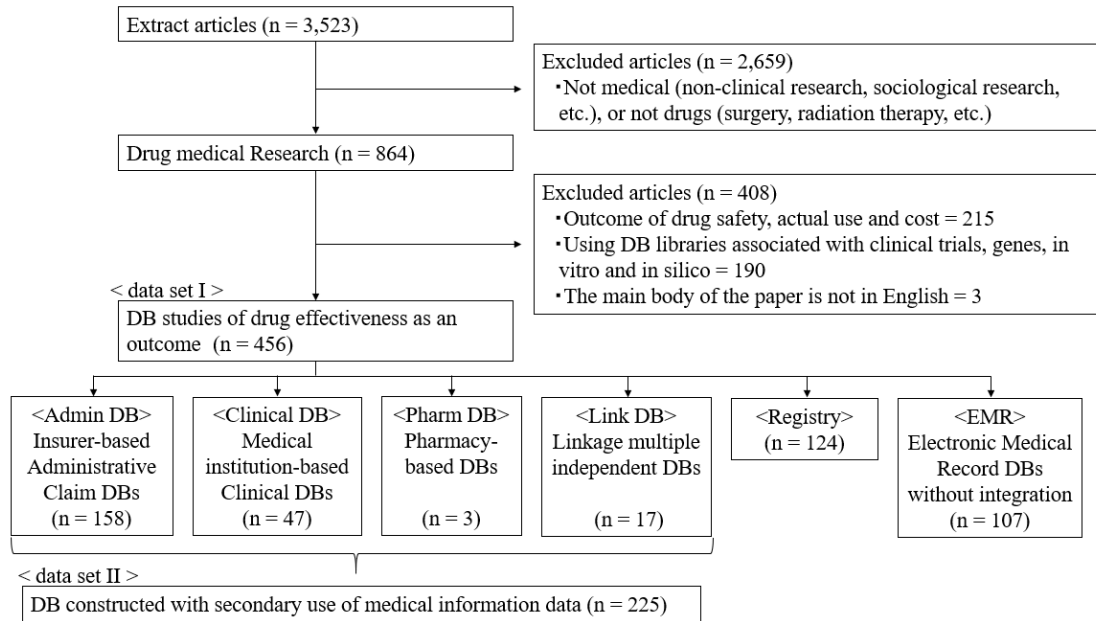 Extract articles (n = 3,523)
Excluded articles (n = 2,659)
・Not medical (non-clinical research, sociological research,
etc.), or not drugs (surgery, radiation therapy, etc.)
Drug medical Research (n = 864)
Excluded articles (n = 408)
・Outcome of drug safety, actual use and cost = 215
・Using DB libraries associated with clinical trials, genes, in
vitro and in silico = 190
・The main body of the paper is not in English = 3
< data set I >
DB studies of drug effectiveness as an
outcome (n = 456)
<Admin DB>
Insurer-based
Administrative
Claim DBs
(n = 158)
<Clinical DB>
Medical
institution-based
Clinical DBs
(n = 47)
<Pharm DB>
Pharmacy-
based DBs
(n = 3)
<Link DB>
Linkage multiple
independent DBs
(n = 17)
<Registry>
(n = 124)
<EMR>
Electronic Medical
Record DBs
without integration
(n = 107)
< data set II >
DB constructed with secondary use of medical information data (n = 225)